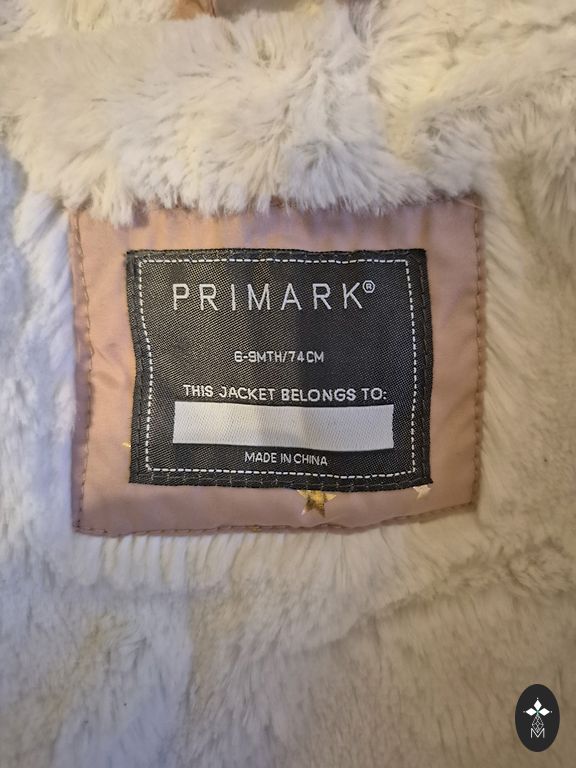 PRIMARK®
6-9MTH/74CM
THIS JACKET BELONGS TO:
MADE IN CHINA